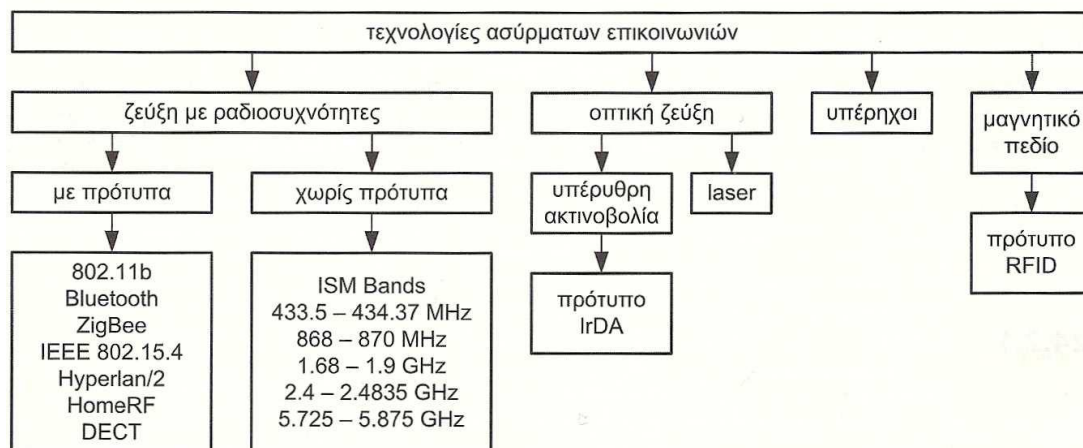 τεχνολογίες ασύρματων επικοινωνιών
ζεύξη με ραδιοσυχνότητες
οπτική ζεύξη
υπέρηχοι
μαγνητικό
πεδίο
με πρότυπα
χωρίς πρότυπα
υπέρυθρη
ακτινοβολία
laser
πρότυπο
RFID
802.11b
Bluetooth
ZigBee
IEEE 802.15.4
Hyperlan/2
HomeRF
DECT
ISM Bands
433.5 – 434.37 MHz
868 – 870 MHz
1.68 – 1.9 GHz
2.4 – 2.4835 GHz
5.725 – 5.875 GHz
πρότυπο
IrDA